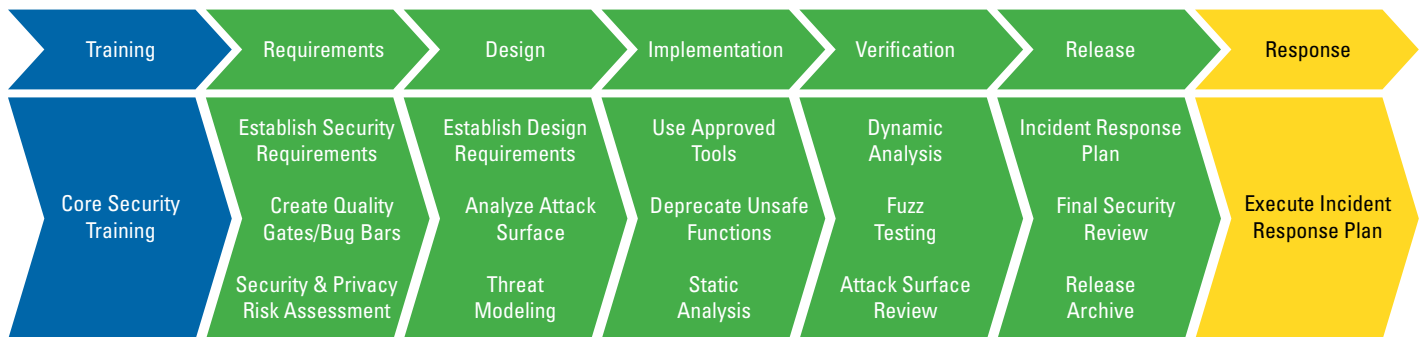 Training
Requirements
Design
Implementation
Verification
Release
Response
Core Security
Training
Establish Security
Requirements
Create Quality
Gates/Bug Bars
Security & Privacy
Risk Assessment
Establish Design
Requirements
Analyze Attack
Surface
Threat
Modeling
Use Approved
Tools
Deprecate Unsafe
Functions
Static
Analysis
Dynamic
Analysis
Fuzz
Testing
Attack Surface
Review
Incident Response
Plan
Final Security
Review
Release
Archive
Execute Incident
Response Plan